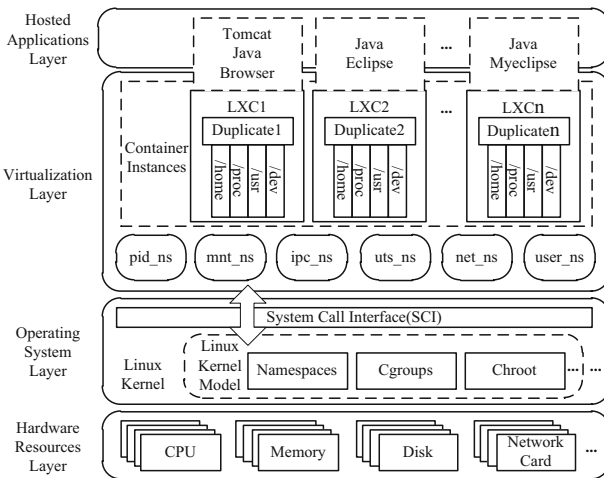 Hosted
Applications
Layer
Tomcat
Java
Browser
Java
Eclipse
...
Java
Myeclipse
Virtualization
Layer
Container
Instances
LXC1
Duplicate1
/home
/proc
/usr
/dev
LXC2
Duplicate2
/home
/proc
/usr
/dev
...
LXCn
Duplicaten
/home
/proc
/usr
/dev
pid_ns
mnt_ns
ipc_ns
uts_ns
net_ns
user_ns
Operating
System
Layer
System Call Interface(SCI)
Linux
Kernel
Linux
Kernel
Model
Namespaces
Cgroups
Chroot
...
...
Hardware
Resources
Layer
CPU
Memory
Disk
Network
Card
...